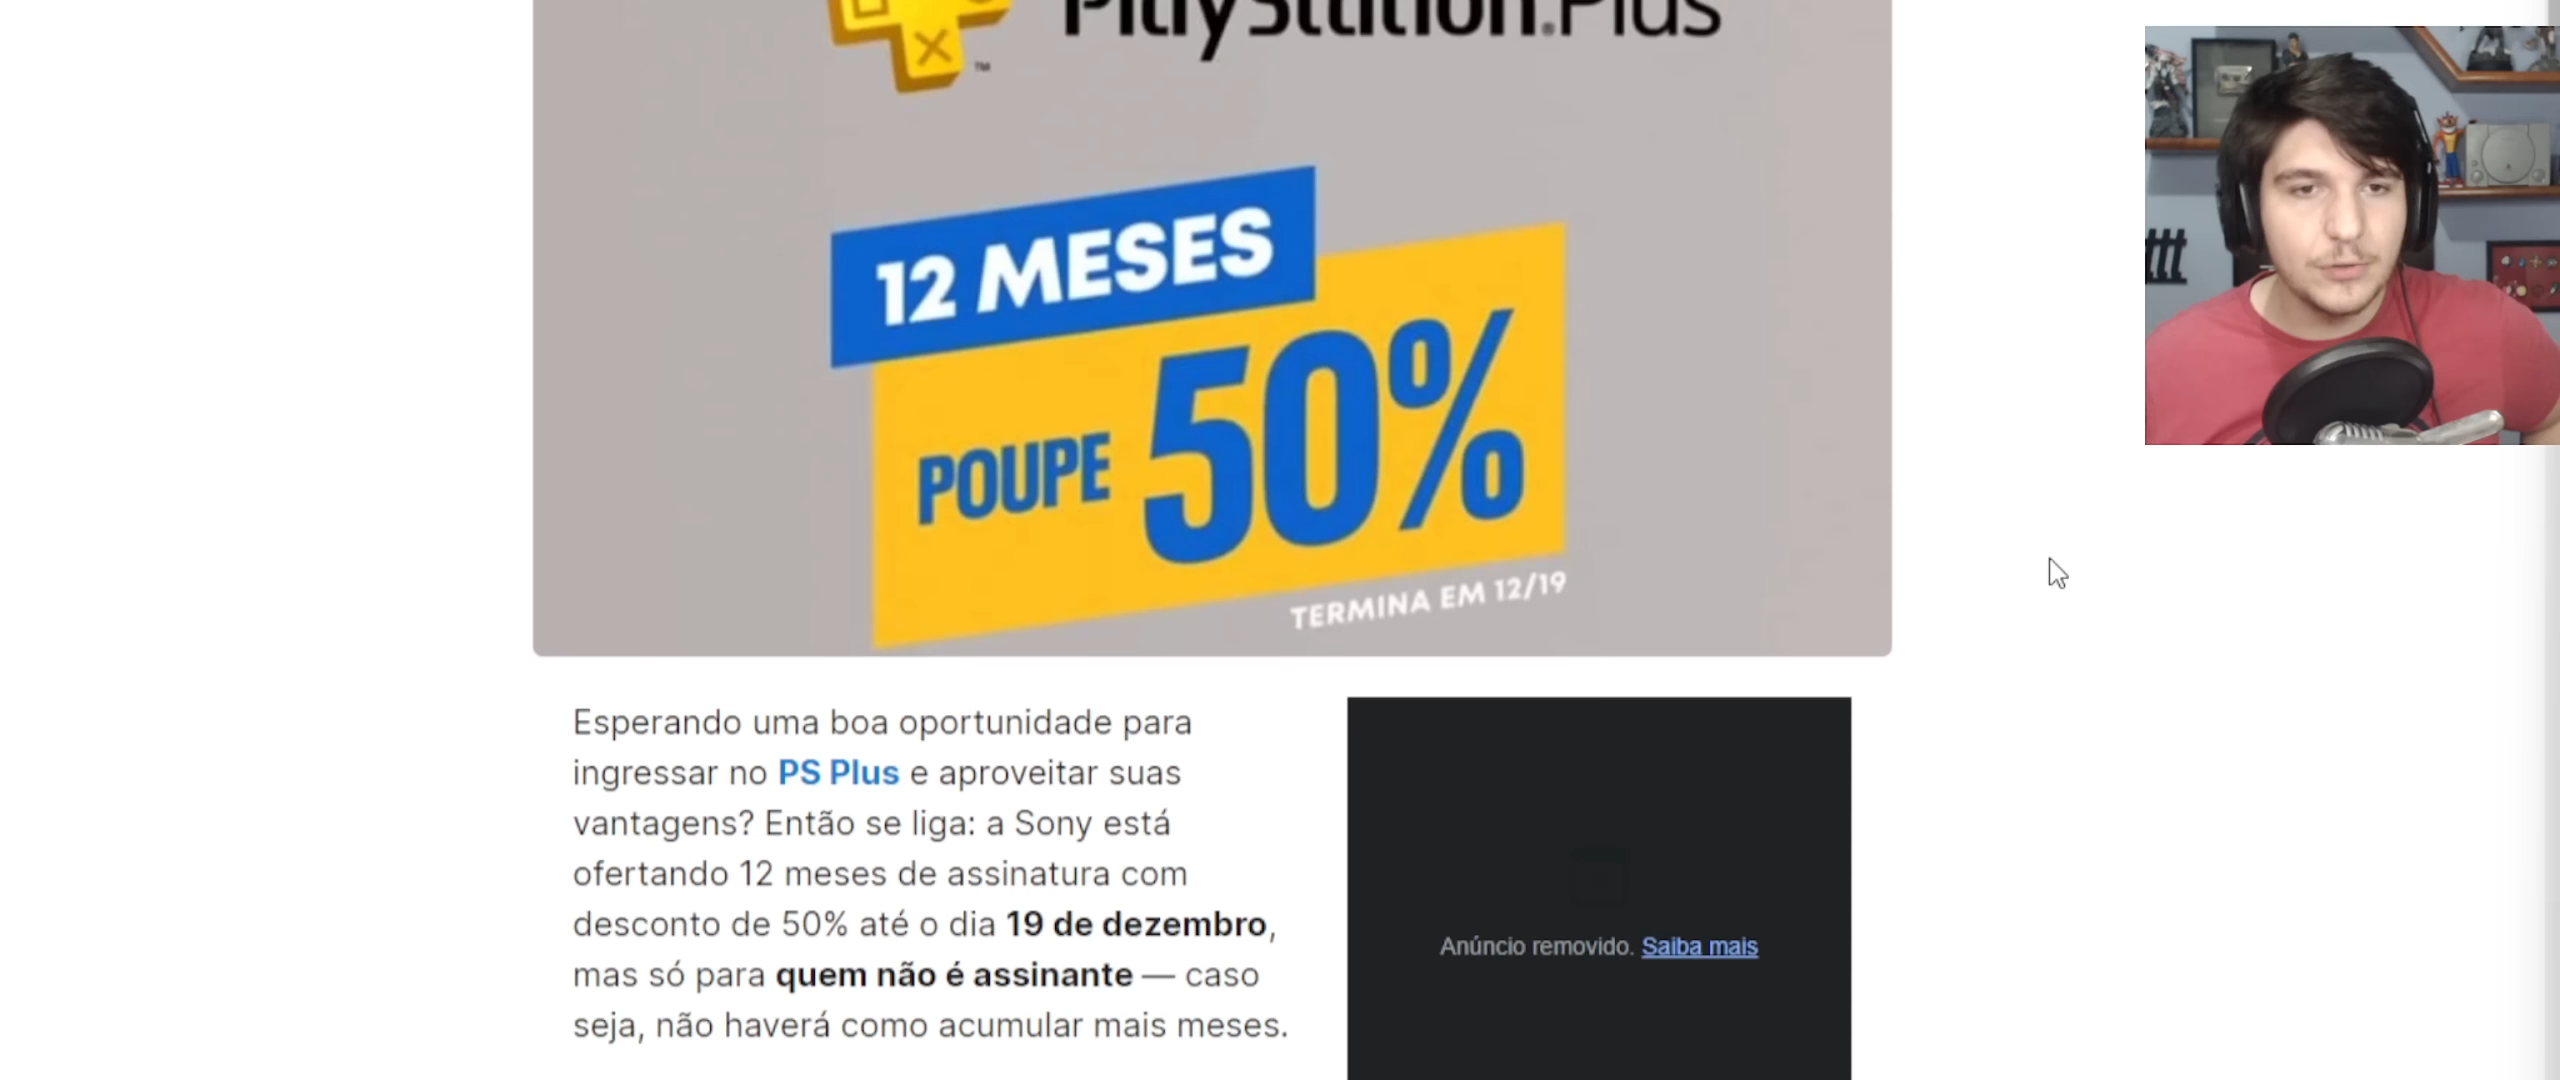 PlayStation.Plus
TM
12 MESES
POUPE 50%
TERMINA EM 12/19
Esperando uma boa oportunidade para
ingressar no PS Plus e aproveitar suas
vantagens? Então se liga: a Sony está
ofertando 12 meses de assinatura com
desconto de 50% até o dia 19 de dezembro,
mas só para quem não é assinante — caso
seja, não haverá como acumular mais meses.
Anúncio removido. Saiba mais